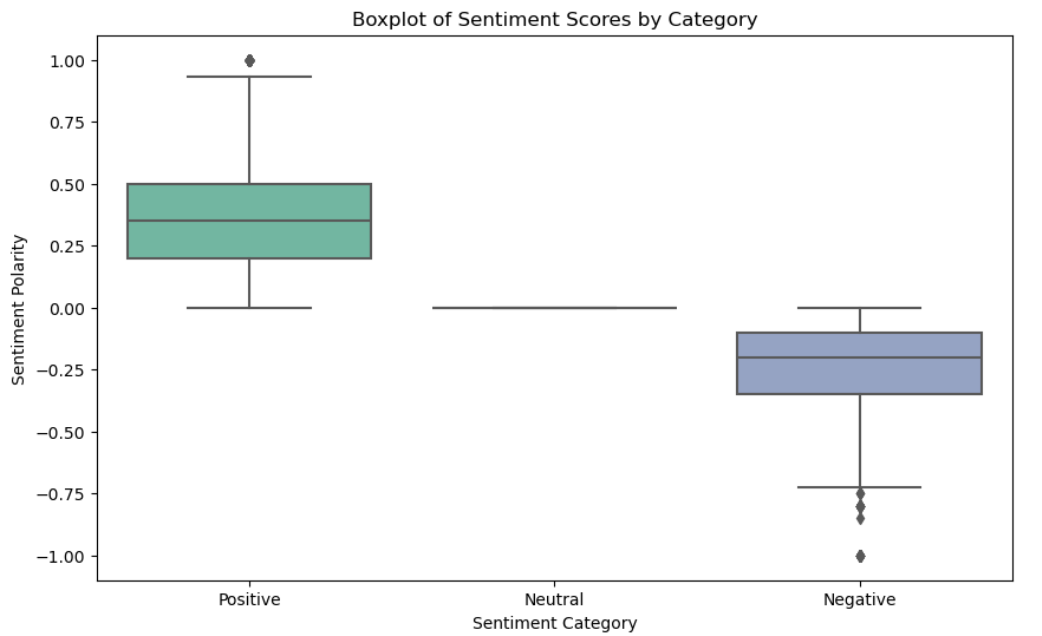 Boxplot of Sentiment Scores by Category
1.00
0.75
0.50
0.25
0.00
−0.25
−0.50
−0.75
−1.00
Sentiment Polarity
Positive Neutral Negative
Sentiment Category